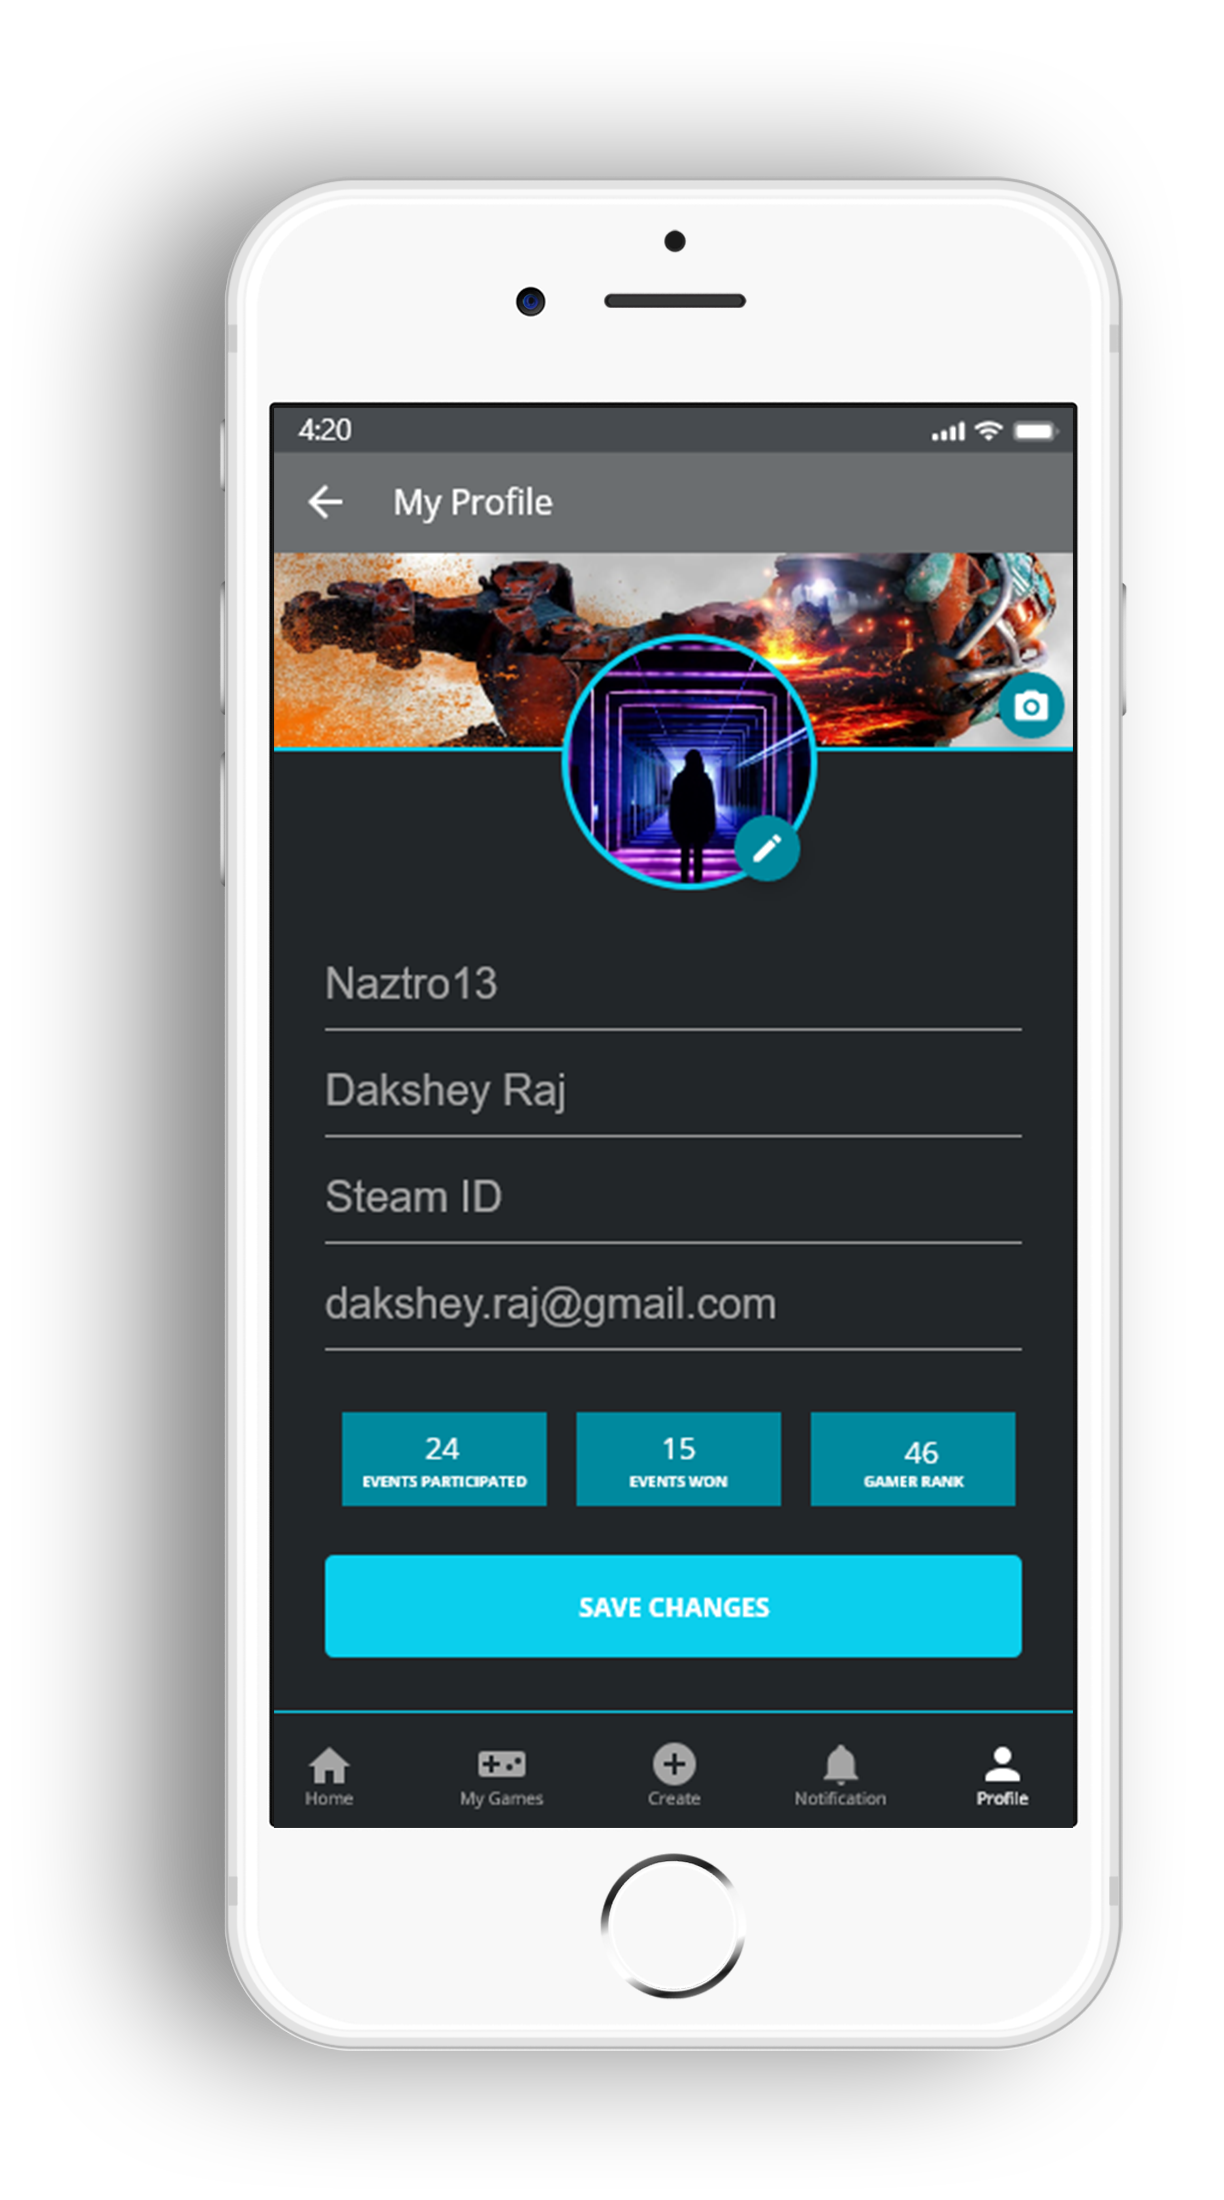 4:20
My Profile
Naztro13
Dakshey Raj
Steam ID
dakshey.raj@gmail.com
24
EVENTS PARTICIPATED
15
EVENTS WON
46
GAMER RANK
SAVE CHANGES
Home
My Games
Create
Notification
Profile